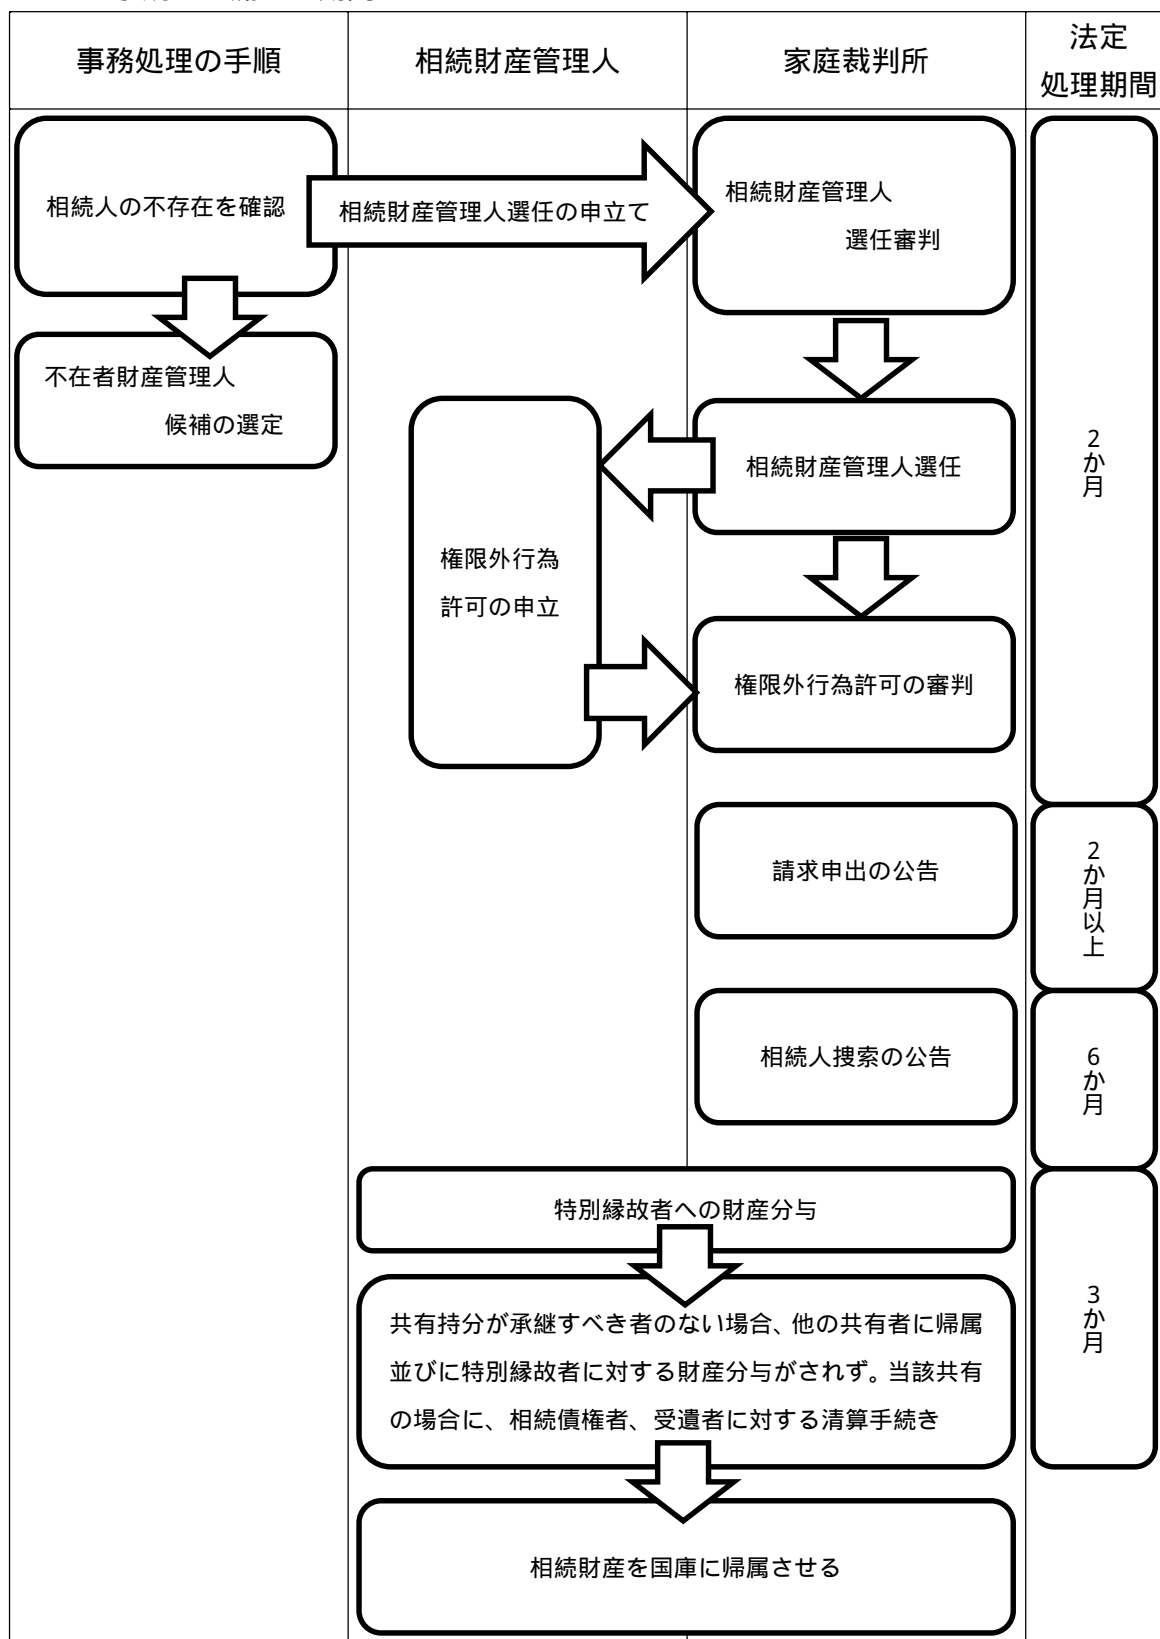 事務処理の手順
相続財産管理人
家庭裁判所
法定
処理期間
相続人の不存在を確認
相続財産管理人選任の申立て
相続財産管理人
選任審判
不在者財産管理人
候補の選定
相続財産管理人選任
権限外行為
許可の申立
権限外行為許可の審判
2か月
請求申出の公告
2か月以上
相続人捜索の公告
6か月
特別縁故者への財産分与
共有持分が承継すべき者のない場合、他の共有者に帰属
並びに特別縁故者に対する財産分与がされず。当該共有
の場合に、相続債権者、受遺者に対する清算手続き
3か月
相続財産を国庫に帰属させる